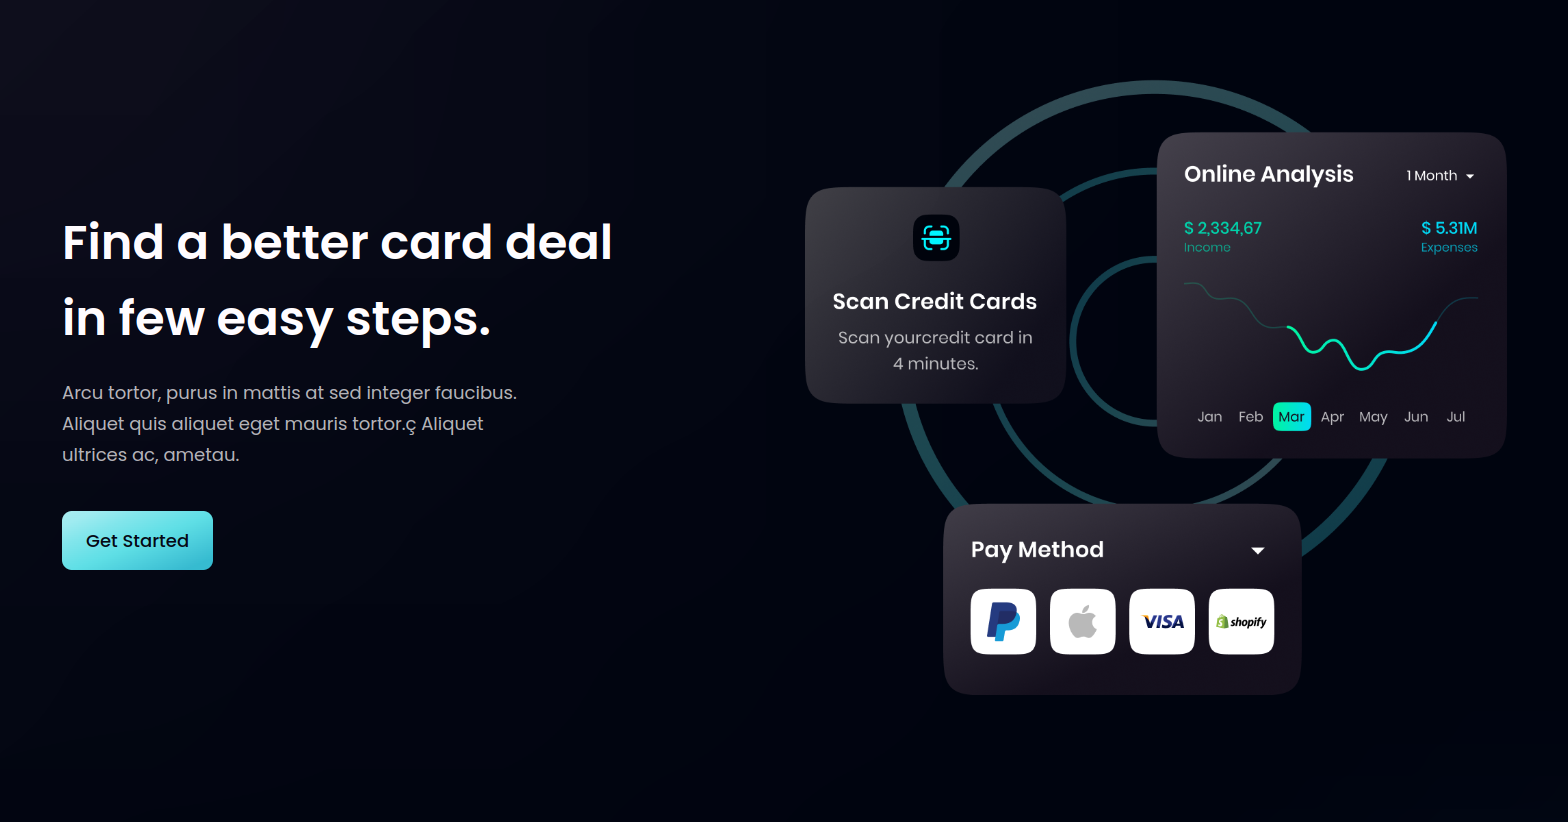 Find a better card deal
in few easy steps.
Arcu tortor, purus in mattis at sed integer faucibus.
Aliquet quis aliquet eget mauris tortor.ç Aliquet
ultrices ac, ametau.
Get Started
Scan Credit Cards
Scan yourcredit card in
4 minutes.
Online Analysis
1 Month
$ 2,334,67
$ 5.31M
Income
Expenses
Jan Feb Mar Apr May Jun Jul
Pay Method
VISA
shopify